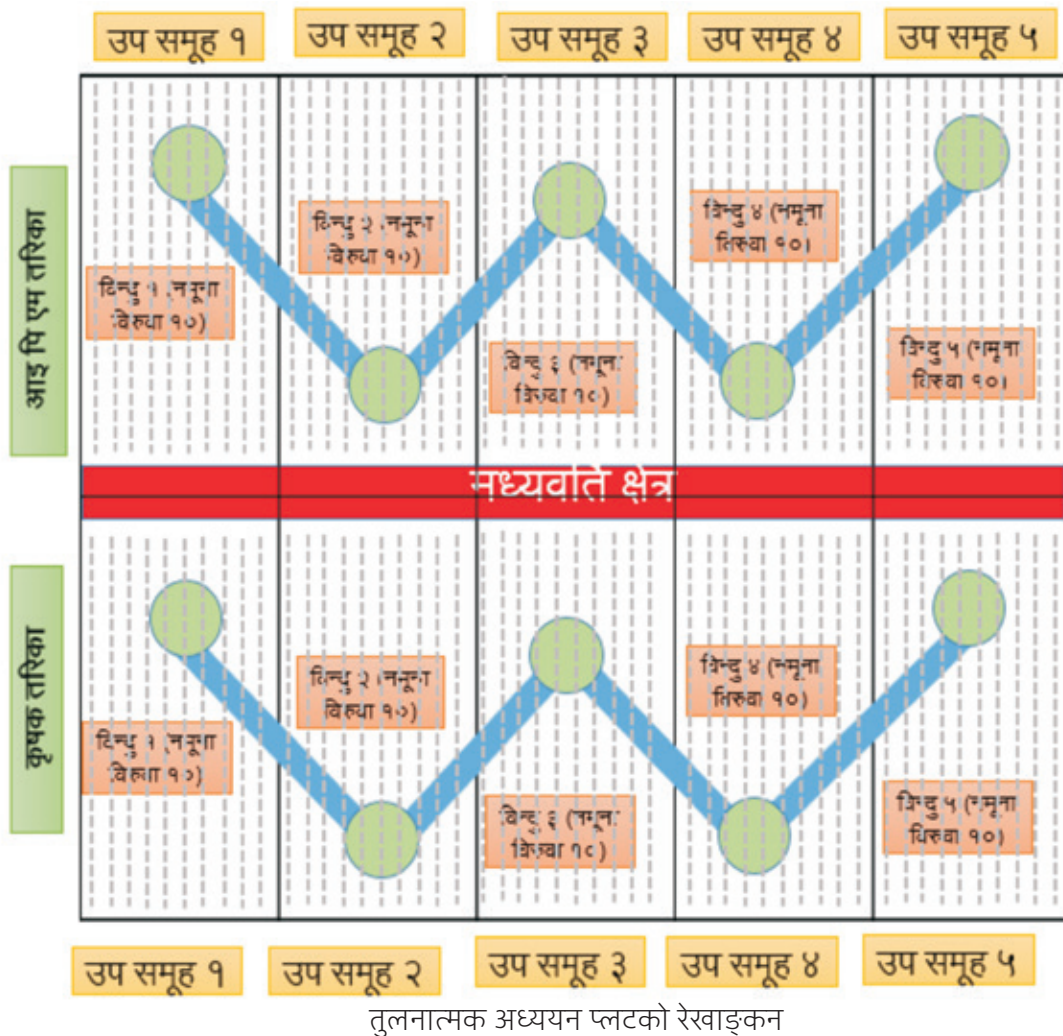 उप समूह १
उप समूह २
उप समूह ३
उप समूह ४
उप समूह ५
आइ पि एम तरिका
विन्दु १ (नमूना
विरुवा १०)
विन्दु २ (नमूना
विरुवा १०)
विन्दु ३ (नमूना
विरुवा १०)
विन्दु ४ (नमूना
विरुवा १०)
विन्दु ५ (नमूना
विरुवा १०)
मध्यवर्ति क्षेत्र
कृषक तरिका
विन्दु १ (नमूना
विरुवा १०)
विन्दु २ (नमूना
विरुवा १०)
विन्दु ३ (नमूना
विरुवा १०)
विन्दु ४ (नमूना
विरुवा १०)
विन्दु ५ (नमूना
विरुवा १०)
उप समूह १
उप समूह २
उप समूह ३
उप समूह ४
उप समूह ५
तुलनात्मक अध्ययन प्लटको रेखाङ्कन